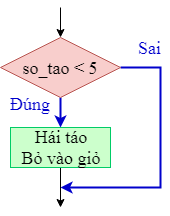 Sai
so_tao < 5
Đúng
Hái táo
Bỏ vào giỏ